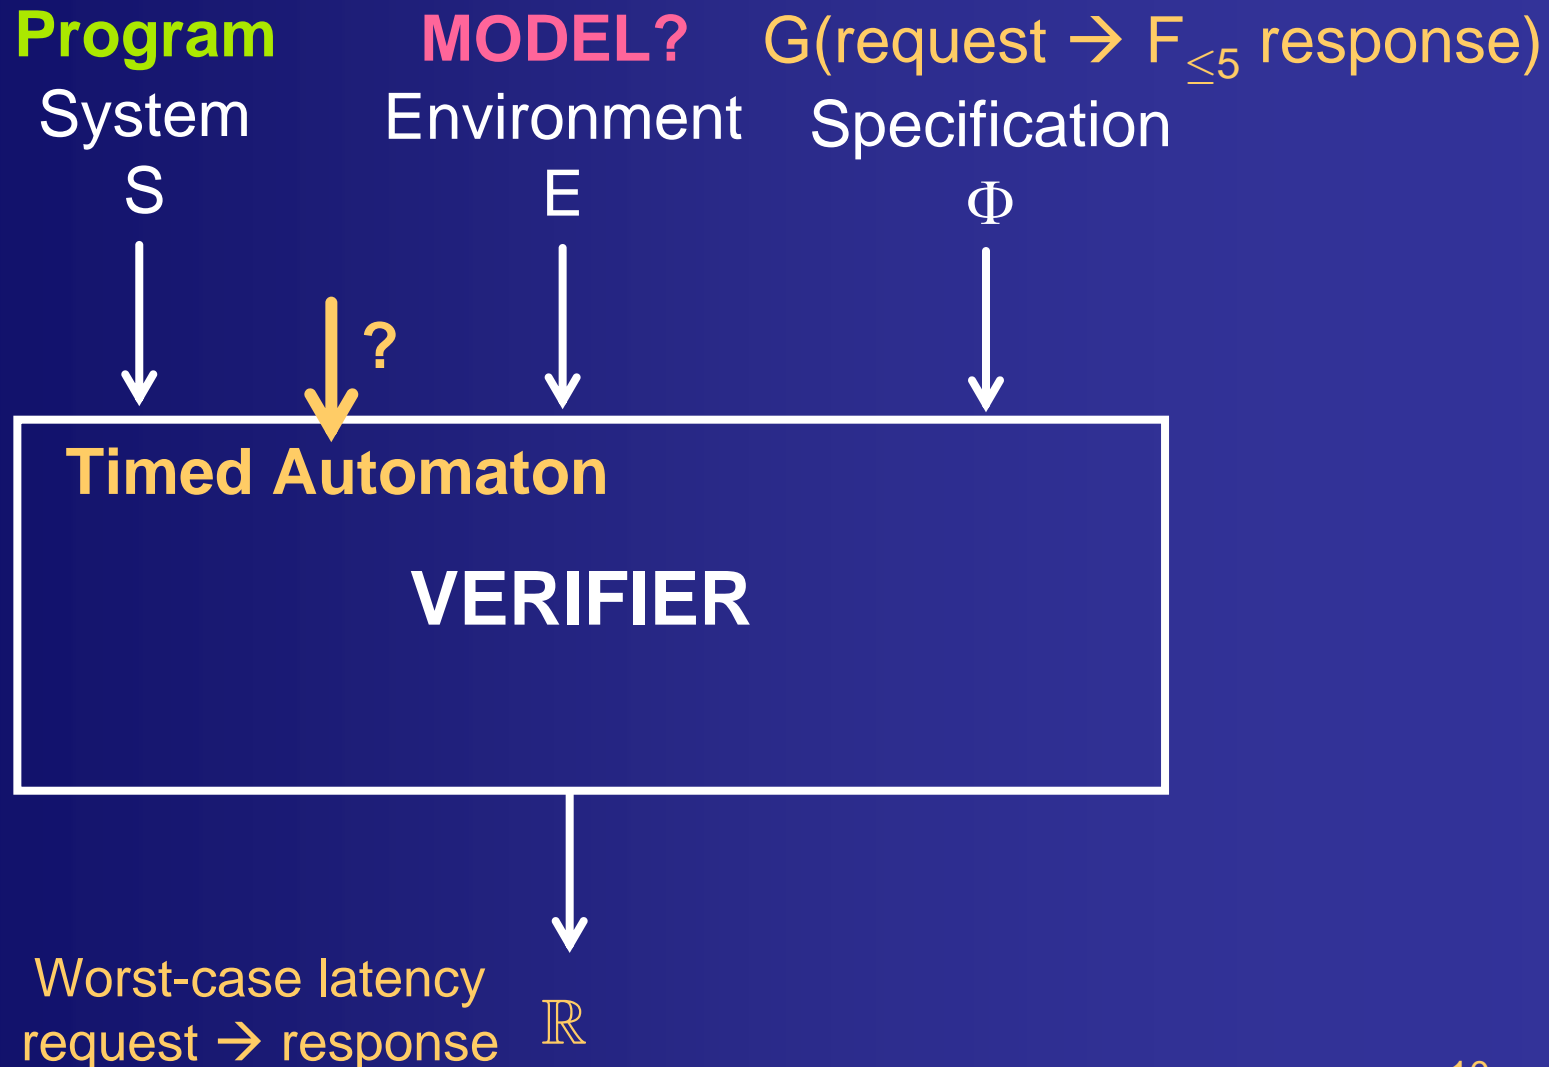 Program MODEL? G(request → F≤5 response)
System Environment Specification
S E Φ
?
Timed Automaton
VERIFIER
Worst-case latency
request → response ℝ